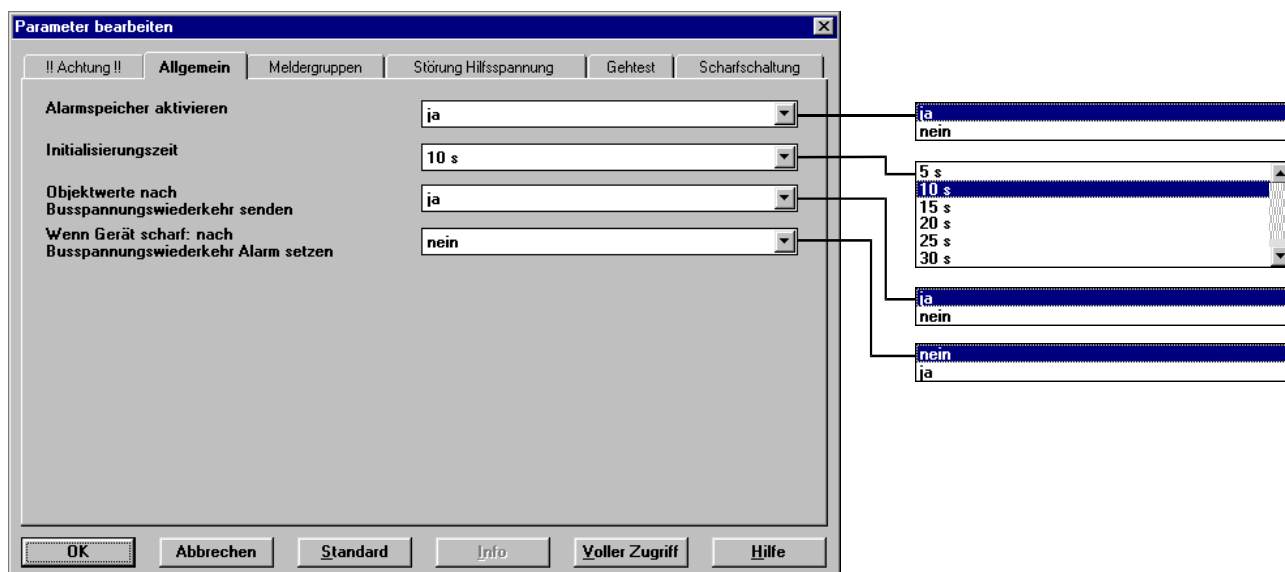 Parameter bearbeiten
!! Achtung !!
Allgemein
Meldergruppen
Störung Hilfsspannung
Gehtest
Scharfschaltung
Alarmspeicher aktivieren
ja
Initialisierungszeit
10 s
Objektwerte nach
Busspannungswiederkehr senden
ja
Wenn Gerät scharf: nach
Busspannungswiederkehr Alarm setzen
nein
OK
Abbrechen
Standard
Info
Voller Zugriff
Hilfe
ja
nein
5 s
10 s
15 s
20 s
25 s
30 s
ja
nein
nein
ja